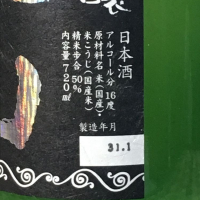 日本酒
アルコール分 16度
原材料名 米(国産)・
米こうじ(国産米)
精米歩合 50%
内容量 720㎖
製造年月
31.1